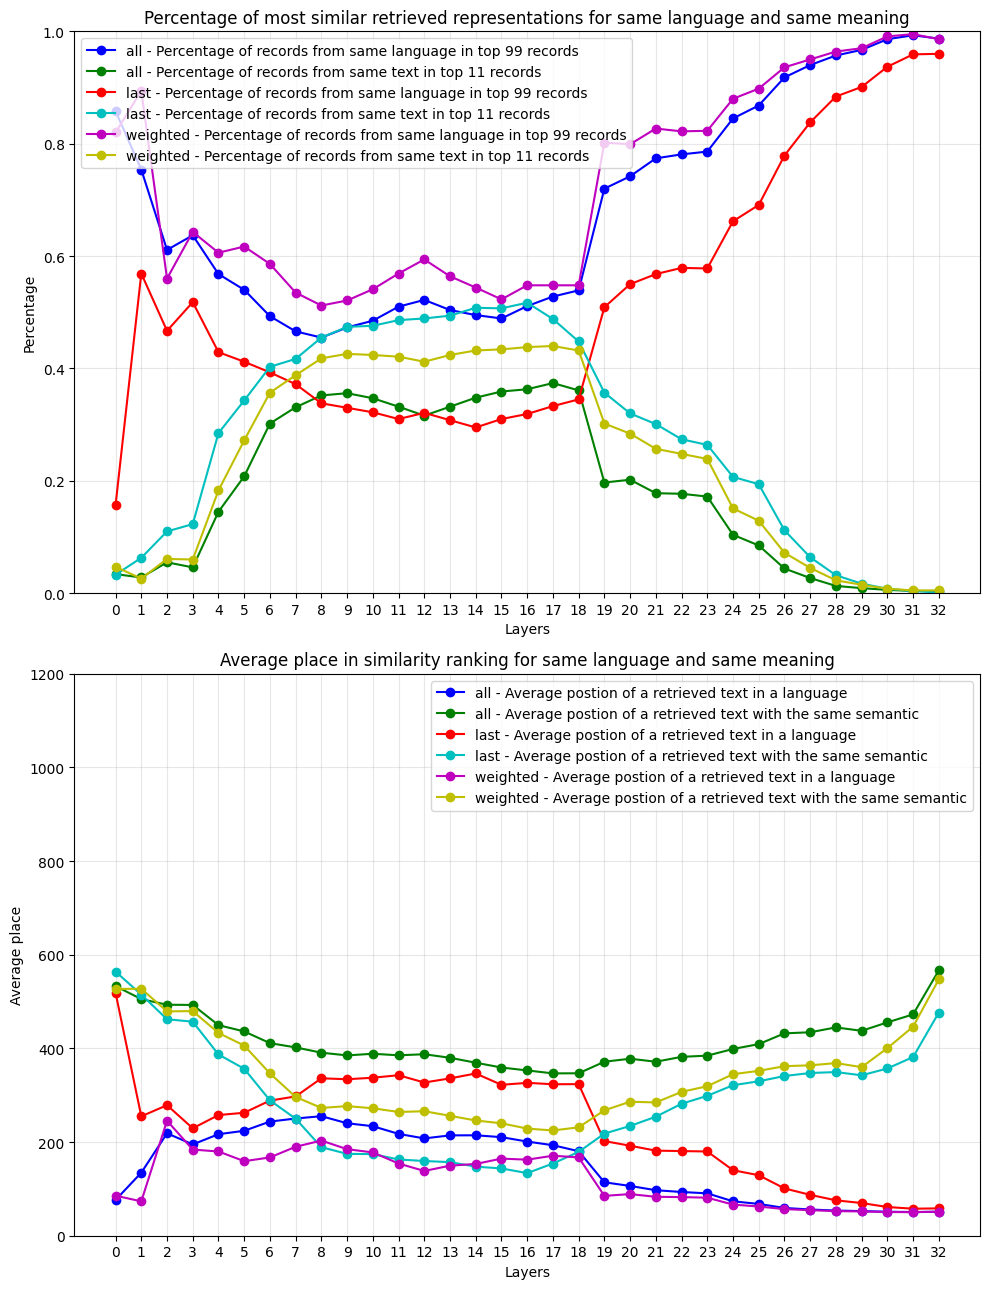 Percentage of most similar retrieved representations for same language and same meaning
1.0
0.8
0.6
0.4
0.2
0.0
Percentage
all - Percentage of records from same language in top 99 records
all - Percentage of records from same text in top 11 records
last - Percentage of records from same language in top 99 records
last - Percentage of records from same text in top 11 records
weighted - Percentage of records from same language in top 99 records
weighted - Percentage of records from same text in top 11 records
0 1 2 3 4 5 6 7 8 9 10 11 12 13 14 15 16 17 18 19 20 21 22 23 24 25 26 27 28 29 30 31 32
Layers
Average place in similarity ranking for same language and same meaning
1200
1000
800
600
400
200
0
Average place
all - Average postion of a retrieved text in a language
all - Average postion of a retrieved text with the same semantic
last - Average postion of a retrieved text in a language
last - Average postion of a retrieved text with the same semantic
weighted - Average postion of a retrieved text in a language
weighted - Average postion of a retrieved text with the same semantic
0 1 2 3 4 5 6 7 8 9 10 11 12 13 14 15 16 17 18 19 20 21 22 23 24 25 26 27 28 29 30 31 32
Layers